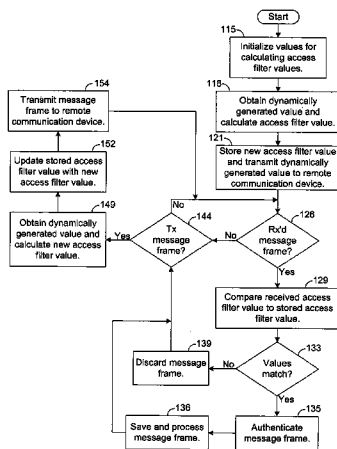 Start
115
Initialize values for
calculating access
filter values.
118
Obtain dynamically
generated value and
calculate access filter value.
121
Store new access filter value
and transmit dynamically
generated value to remote
communication device.
154
Transmit message
frame to remote
communication device.
152
Update stored access
filter value with new
access filter value.
149
Obtain dynamically
generated value and
calculate new access
filter value.
Yes
No
144
Tx
message
frame?
No
126
Rx'd
message
frame?
Yes
129
Compare received access
filter value to stored access
filter value.
133
Values
match?
No
139
Discard message
frame.
Yes
136
Save and process
message frame.
135
Authenticate
message frame.